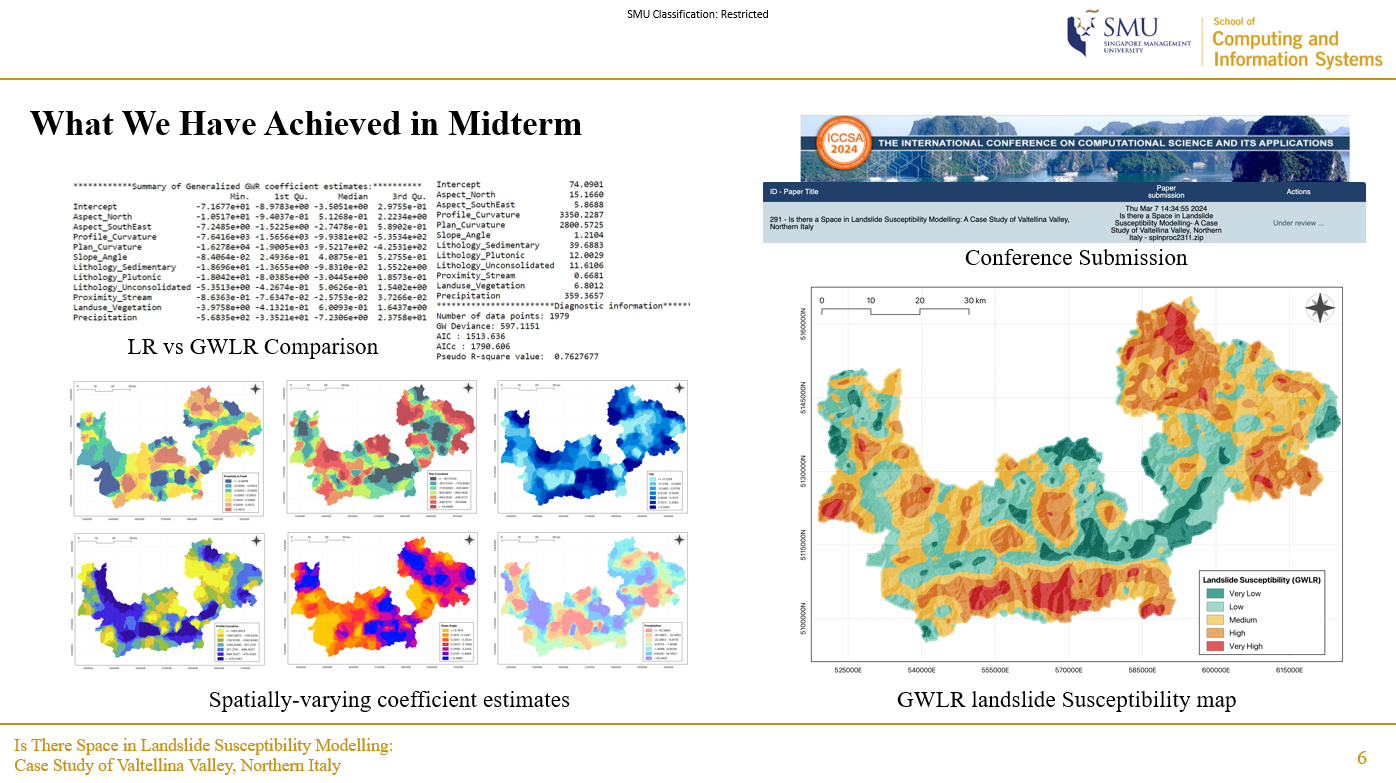 SMU Classification: Restricted
SMU
SINGAPORE MANAGEMENT
UNIVERSITY
School of
Computing and
Information Systems
What We Have Achieved in Midterm
************Summary of Generalized GWR coefficient estimates:**********
Min. 1st Qu. Median 3rd Qu.
Intercept -7.1677e+01 -8.9783e+00 -3.5051e+00 2.9755e-01
Aspect_North -1.0517e+01 -9.4037e-01 5.1268e-01 2.2234e+00
Aspect_SouthEast -7.2485e+00 -1.5225e+00 -2.7478e-01 5.8902e-01
Profile_Curvature -7.6416e+03 -1.5656e+03 -9.9381e+02 -5.3534e+02
Plan_Curvature -1.6278e+04 -1.9005e+03 -9.5217e+02 -4.2531e+02
Slope_Angle -8.4064e-02 2.4936e-01 4.0875e-01 5.2755e-01
Lithology_Sedimentary -1.8696e+01 -1.3655e+00 -9.8310e-02 1.5522e+00
Lithology_Plutonic -1.8042e+01 -8.0385e+00 -3.0445e+00 1.8573e-01
Lithology_Unconsolidated -5.3513e+00 -4.2674e-01 5.0626e-01 1.5402e+00
Proximity_Stream -8.6363e-01 -7.6347e-02 -2.5753e-02 3.7266e-02
Landuse_Vegetation -3.9758e+00 -4.1321e-01 6.0093e-01 1.6437e+00
Precipitation -5.6835e+02 -3.3521e+01 -7.2306e+00 2.3758e+01
Intercept 74.0901
Aspect_North 15.1660
Aspect_SouthEast 5.8688
Profile_Curvature 3350.2287
Plan_Curvature 2800.5725
Slope_Angle 1.2104
Lithology_Sedimentary 39.6883
Lithology_Plutonic 12.0029
Lithology_Unconsolidated 11.6106
Proximity_Stream 0.6681
Landuse_Vegetation 6.8012
Precipitation 359.3657
************************Diagnostic information******
Number of data points: 1979
GW Deviance: 597.1151
AIC : 1513.636
AICc : 1790.606
Pseudo R-square value: 0.7627677
LR vs GWLR Comparison
Proximity to Fault
Plan Curvature
Profile Curvature
Slope Angle
Precipitation
Spatially-varying coefficient estimates
ICCSA
2024
THE INTERNATIONAL CONFERENCE ON COMPUTATIONAL SCIENCE AND ITS APPLICATIONS
ID - Paper Title
Paper
submission
Actions
291 - Is there a Space in Landslide Susceptibility Modelling: A Case Study of Valtellina Valley,
Northern Italy
Thu Mar 7 14:34:55 2024
Is there a Space in Landslide
Susceptibility Modelling- A Case
Study of Valtellina Valley, Northern
Italy - splnproc2311.zip
Under review ...
Conference Submission
0 10 20 30 km
5160000N
5145000N
5130000N
5115000N
5100000N
Landslide Susceptibility (GWLR)
Very Low
Low
Medium
High
Very High
525000E 540000E 555000E 570000E 585000E 600000E 615000E
GWLR landslide Susceptibility map
Is There Space in Landslide Susceptibility Modelling:
Case Study of Valtellina Valley, Northern Italy
6